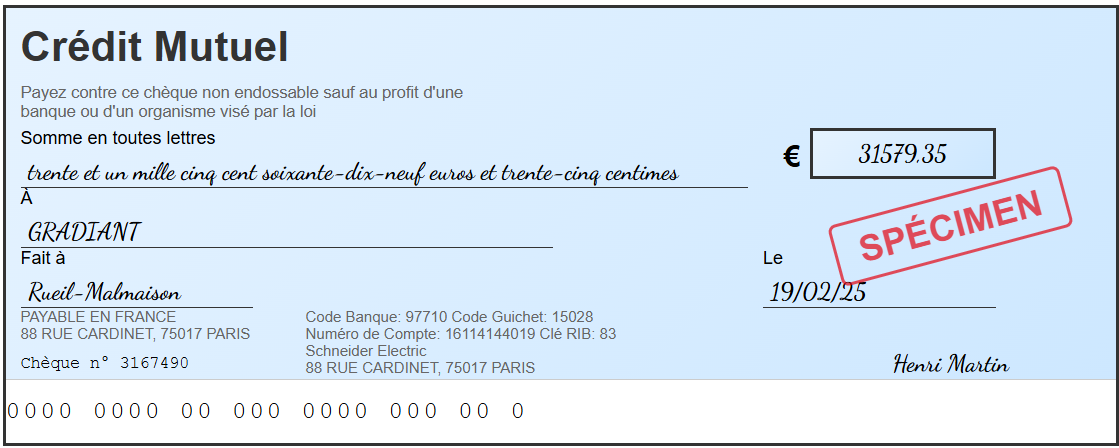 Crédit Mutuel
Payez contre ce chèque non endossable sauf au profit d'une
banque ou d'un organisme visé par la loi
Somme en toutes lettres
trente et un mille cinq cent soixante-dix-neuf euros et trente-cinq centimes
€ 31579.35
À
GRADIANT
SPÉCIMEN
Fait à
Rueil-Malmaison
Le
19/02/25
PAYABLE EN FRANCE
88 RUE CARDINET, 75017 PARIS
Chèque n° 3167490
Code Banque: 97710 Code Guichet: 15028
Numéro de Compte: 16114144019 Clé RIB: 83
Schneider Electric
88 RUE CARDINET, 75017 PARIS
Henri Martin
0000 0000 00 000 0000 000 00 0